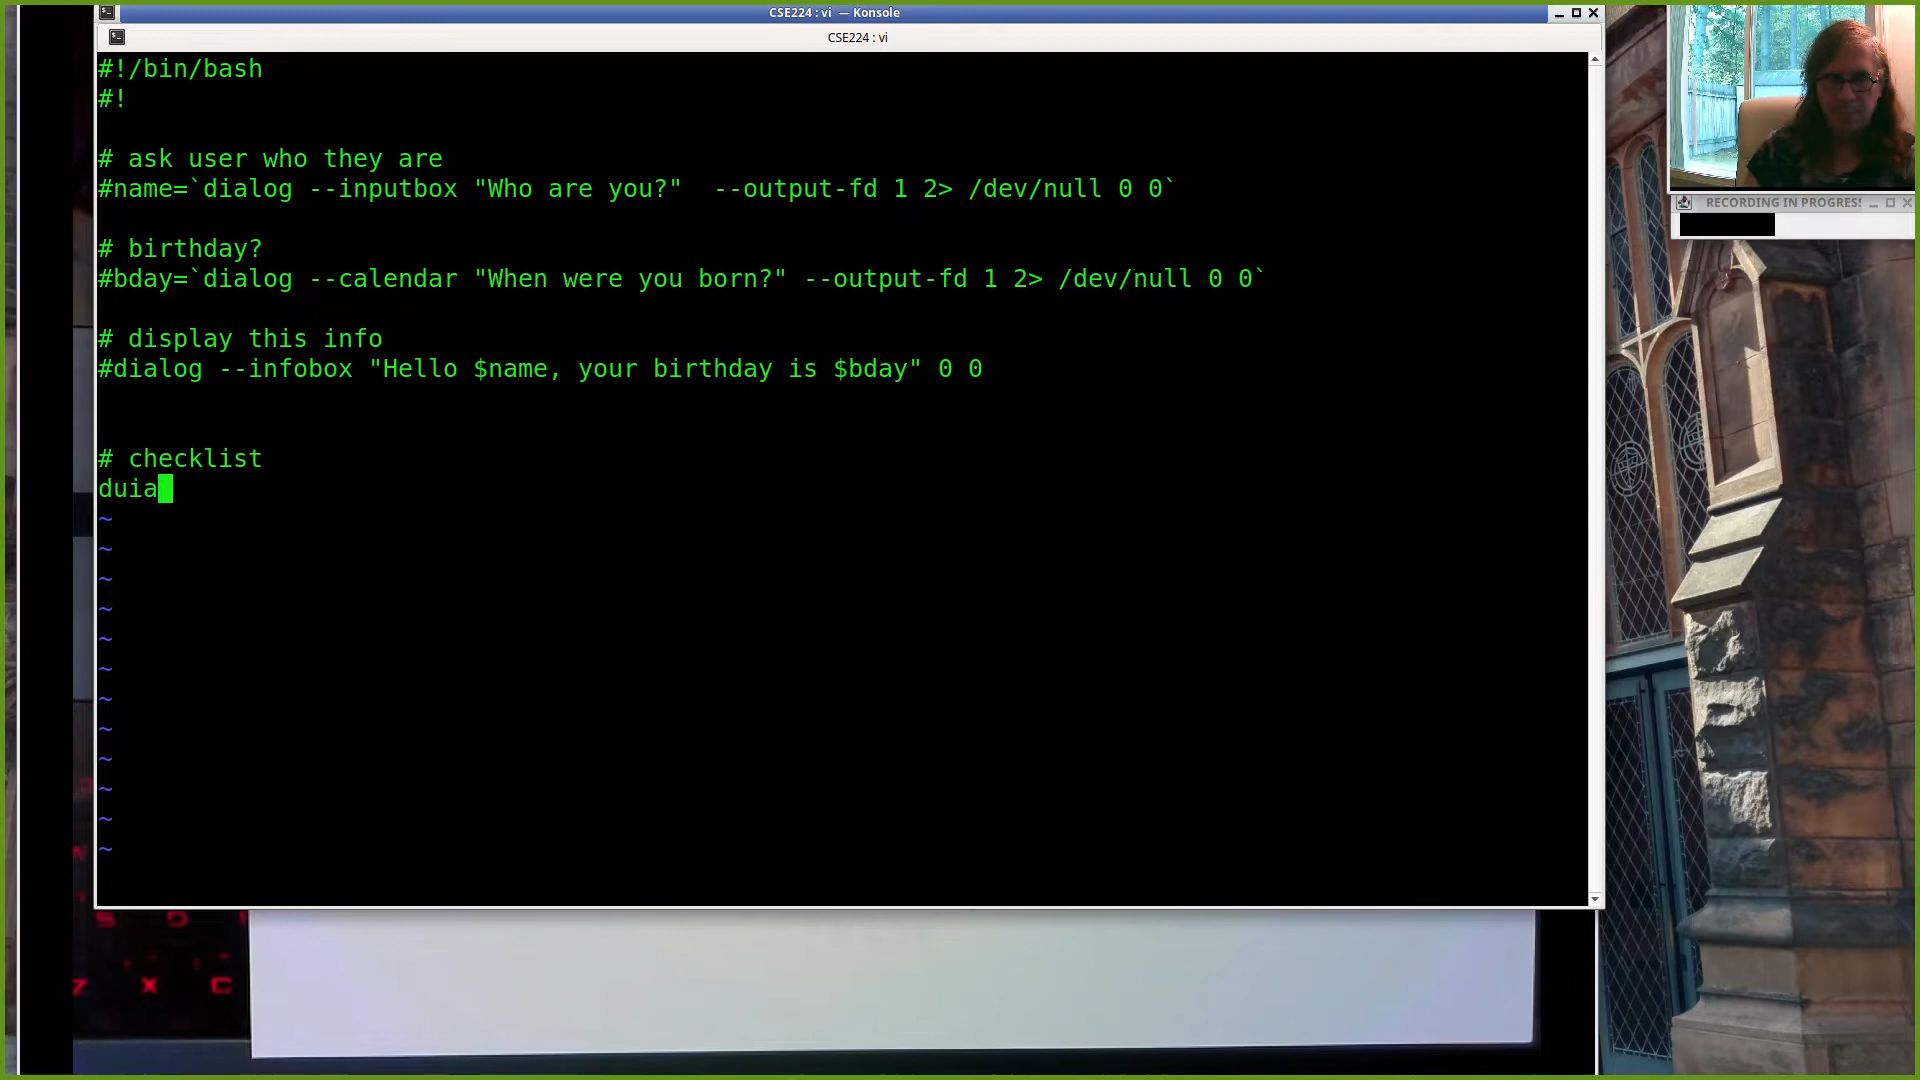 CSE224 : vi — Konsole
CSE224 : vi
#!/bin/bash
#!
# ask user who they are
#name=`dialog --inputbox "Who are you?"  --output-fd 1 2> /dev/null 0 0`
# birthday?
#bday=`dialog --calendar "When were you born?" --output-fd 1 2> /dev/null 0 0`
# display this info
#dialog --infobox "Hello $name, your birthday is $bday" 0 0
# checklist
duia
~
~
~
~
~
~
~
~
~
~
~
~
RECORDING IN PROGRESS
S D
Z X C